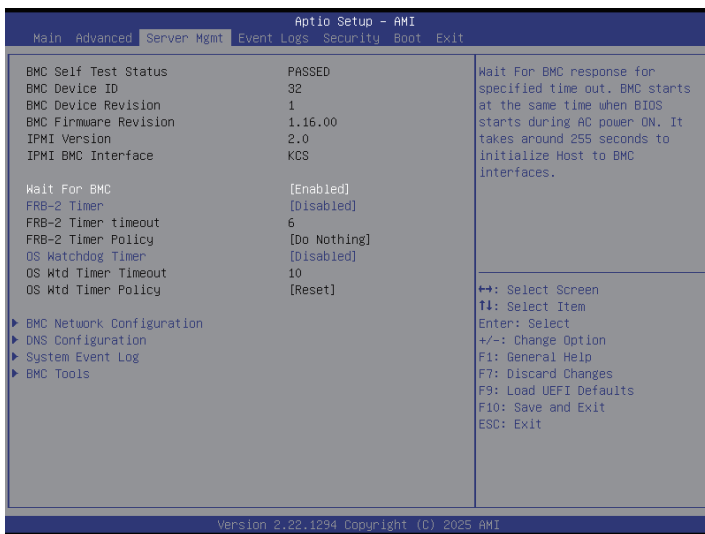 Aptio Setup - AMI
Main Advanced Server Mgmt Event Logs Security Boot Exit
BMC Self Test Status PASSED
BMC Device ID 32
BMC Device Revision 1
BMC Firmware Revision 1.16.00
IPMI Version 2.0
IPMI BMC Interface KCS
Wait For BMC [Enabled]
FRB-2 Timer [Disabled]
FRB-2 Timer timeout 6
FRB-2 Timer Policy [Do Nothing]
OS Watchdog Timer [Disabled]
OS Wtd Timer Timeout 10
OS Wtd Timer Policy [Reset]
BMC Network Configuration
DNS Configuration
System Event Log
BMC Tools
Wait For BMC response for
specified time out. BMC starts
at the same time when BIOS
starts during AC power ON. It
takes around 255 seconds to
initialize Host to BMC
interfaces.
↔: Select Screen
↑↓: Select Item
Enter: Select
+/-: Change Option
F1: General Help
F7: Discard Changes
F9: Load UEFI Defaults
F10: Save and Exit
ESC: Exit
Version 2.22.1294 Copyright (C) 2025 AMI